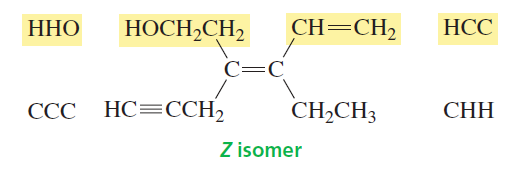 HHO HOCH₂CH₂ CH=CH₂ HCC
C=C
CCC HC≡CCH₂ CH₂CH3 CHH
Z isomer